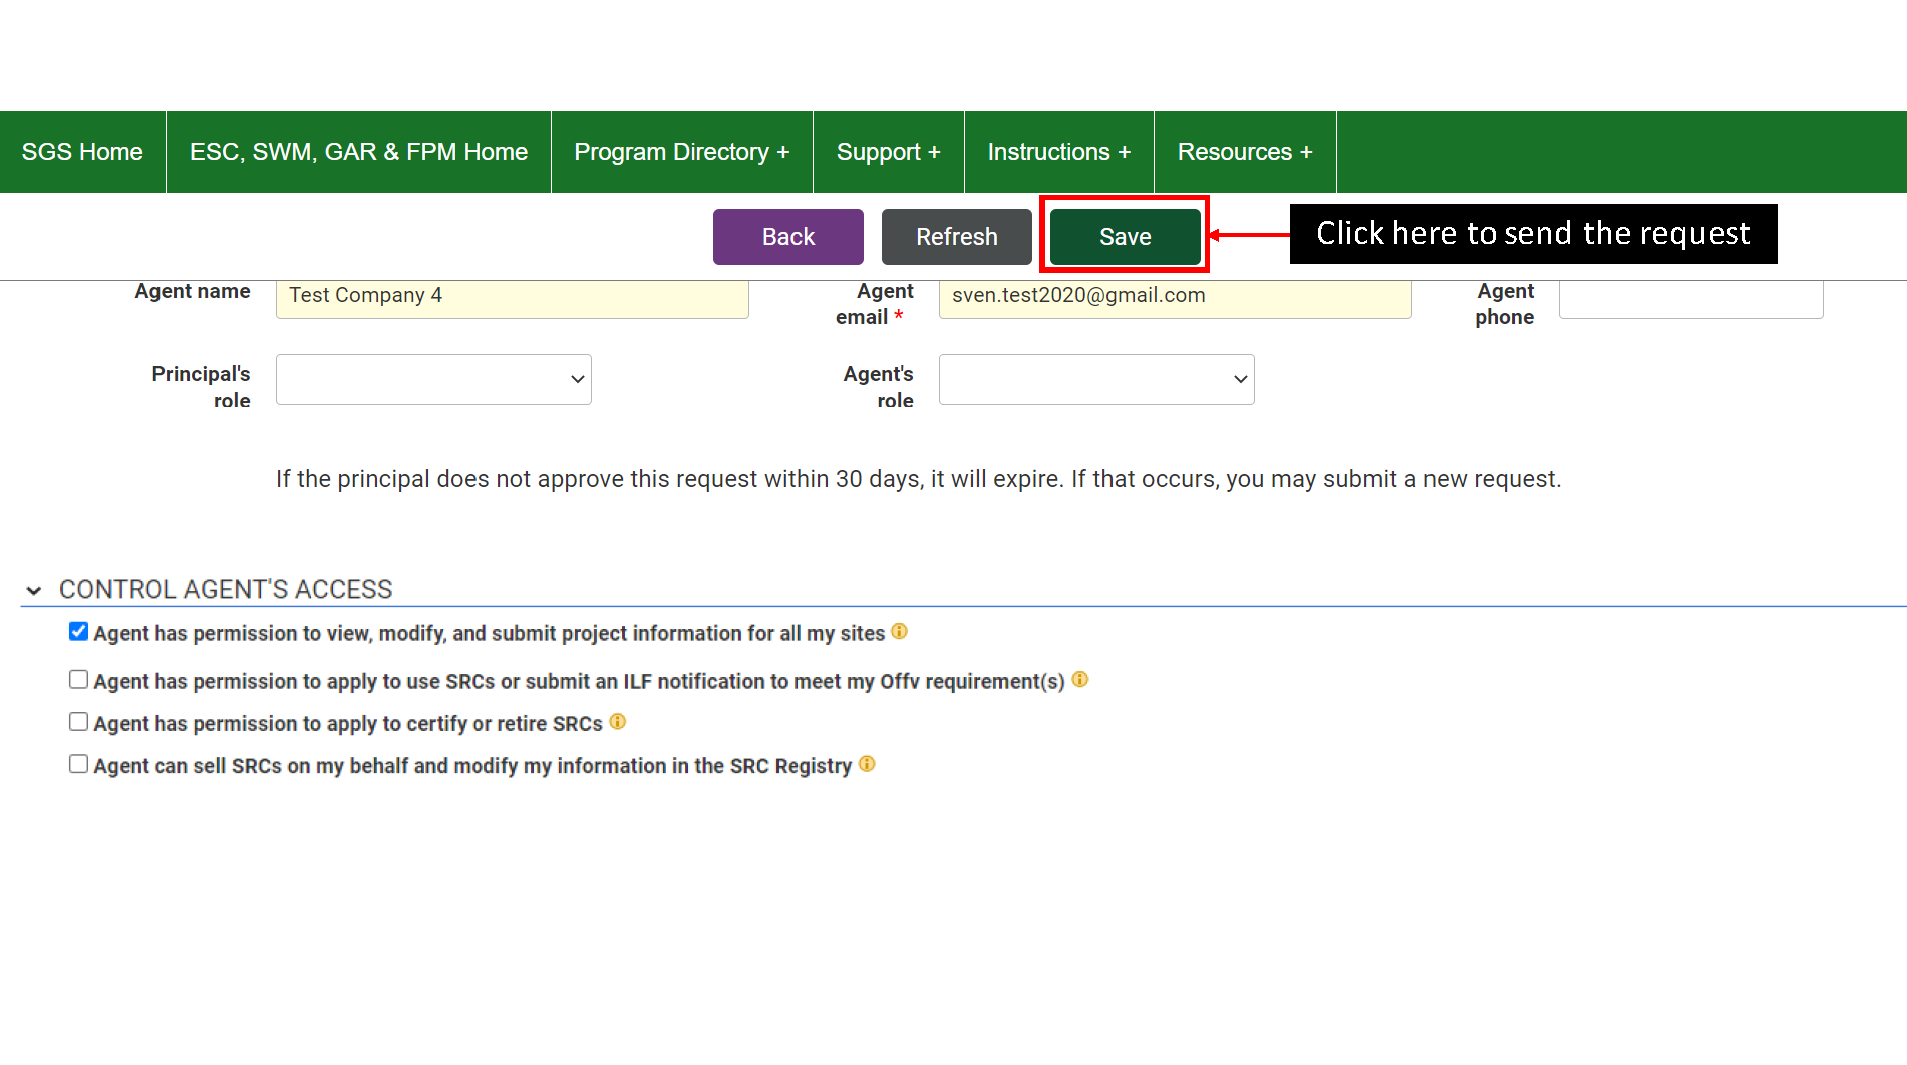 SGS Home ESC, SWM, GAR & FPM Home Program Directory + Support + Instructions + Resources +
Back Refresh Save Click here to send the request
Agent name Test Company 4 Agent email * sven.test2020@gmail.com Agent phone
Principal's role Agent's role
If the principal does not approve this request within 30 days, it will expire. If that occurs, you may submit a new request.
CONTROL AGENT'S ACCESS
Agent has permission to view, modify, and submit project information for all my sites
Agent has permission to apply to use SRCs or submit an ILF notification to meet my Offv requirement(s)
Agent has permission to apply to certify or retire SRCs
Agent can sell SRCs on my behalf and modify my information in the SRC Registry